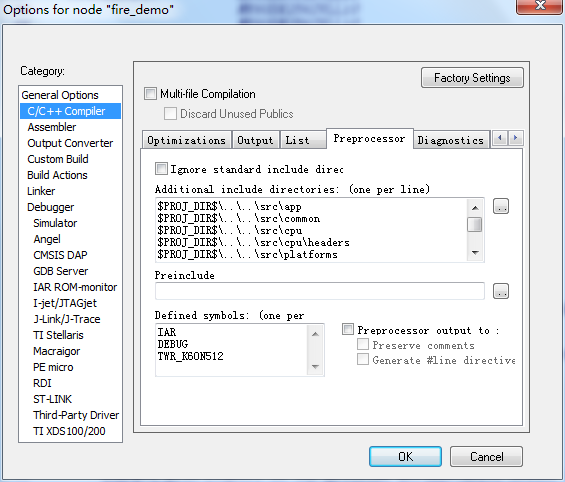 Options for node "fire_demo"
Category:
General Options
C/C++ Compiler
Assembler
Output Converter
Custom Build
Build Actions
Linker
Debugger
Simulator
Angel
CMSIS DAP
GDB Server
IAR ROM-monitor
I-jet/JTAGjet
J-Link/J-Trace
TI Stellaris
Macraigor
PE micro
RDI
ST-LINK
Third-Party Driver
TI XDS100/200
Factory Settings
Multi-file Compilation
Discard Unused Publics
Optimizations
Output
List
Preprocessor
Diagnostics
Ignore standard include direc
Additional include directories: (one per line)
$PROJ_DIR$\..\..\src\app
$PROJ_DIR$\..\..\src\common
$PROJ_DIR$\..\..\src\cpu
$PROJ_DIR$\..\..\src\cpu\headers
$PROJ_DIR$\..\..\src\platforms
...
Preinclude
...
Defined symbols: (one per
IAR
DEBUG
TWR_K60N512
Preprocessor output to :
Preserve comments
Generate #line directive
OK
Cancel